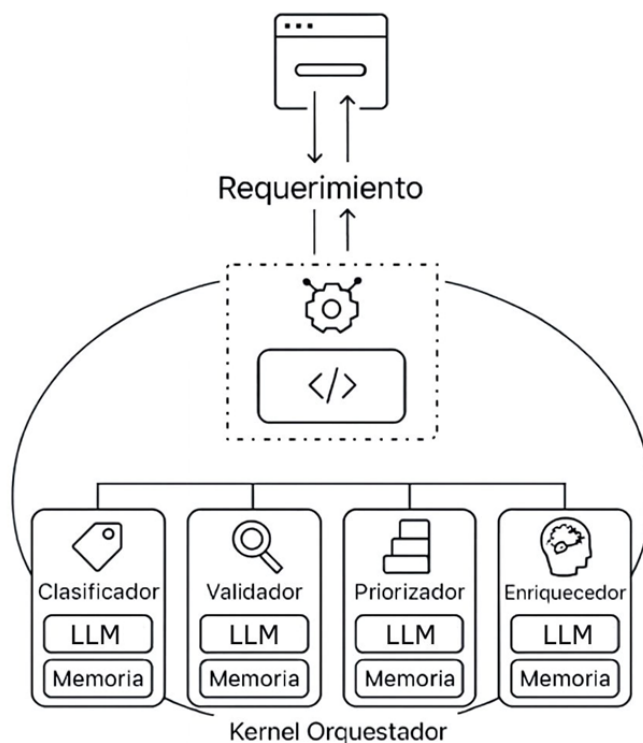 Requerimiento
</>
Clasificador Validador Priorizador Enriquecedor
LLM LLM LLM LLM
Memoria Memoria Memoria Memoria
Kernel Orquestador